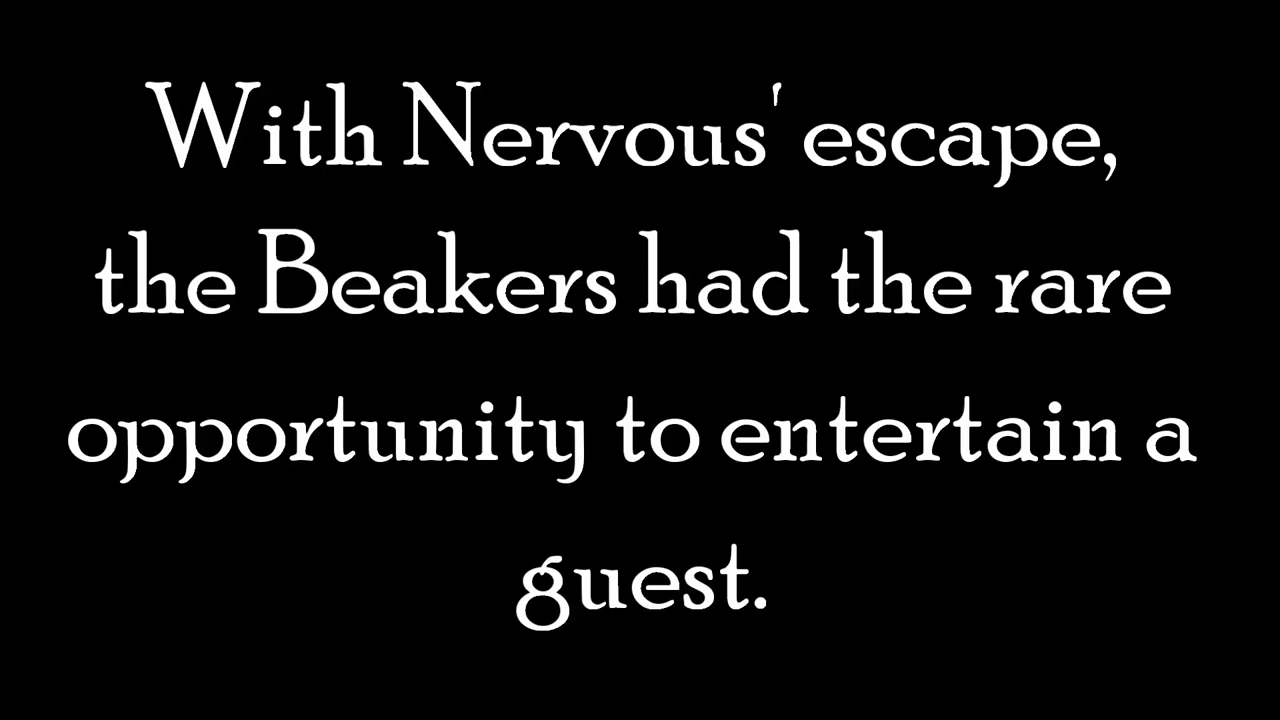 With Nervous' escape,
the Beakers had the rare
opportunity to entertain a
guest.